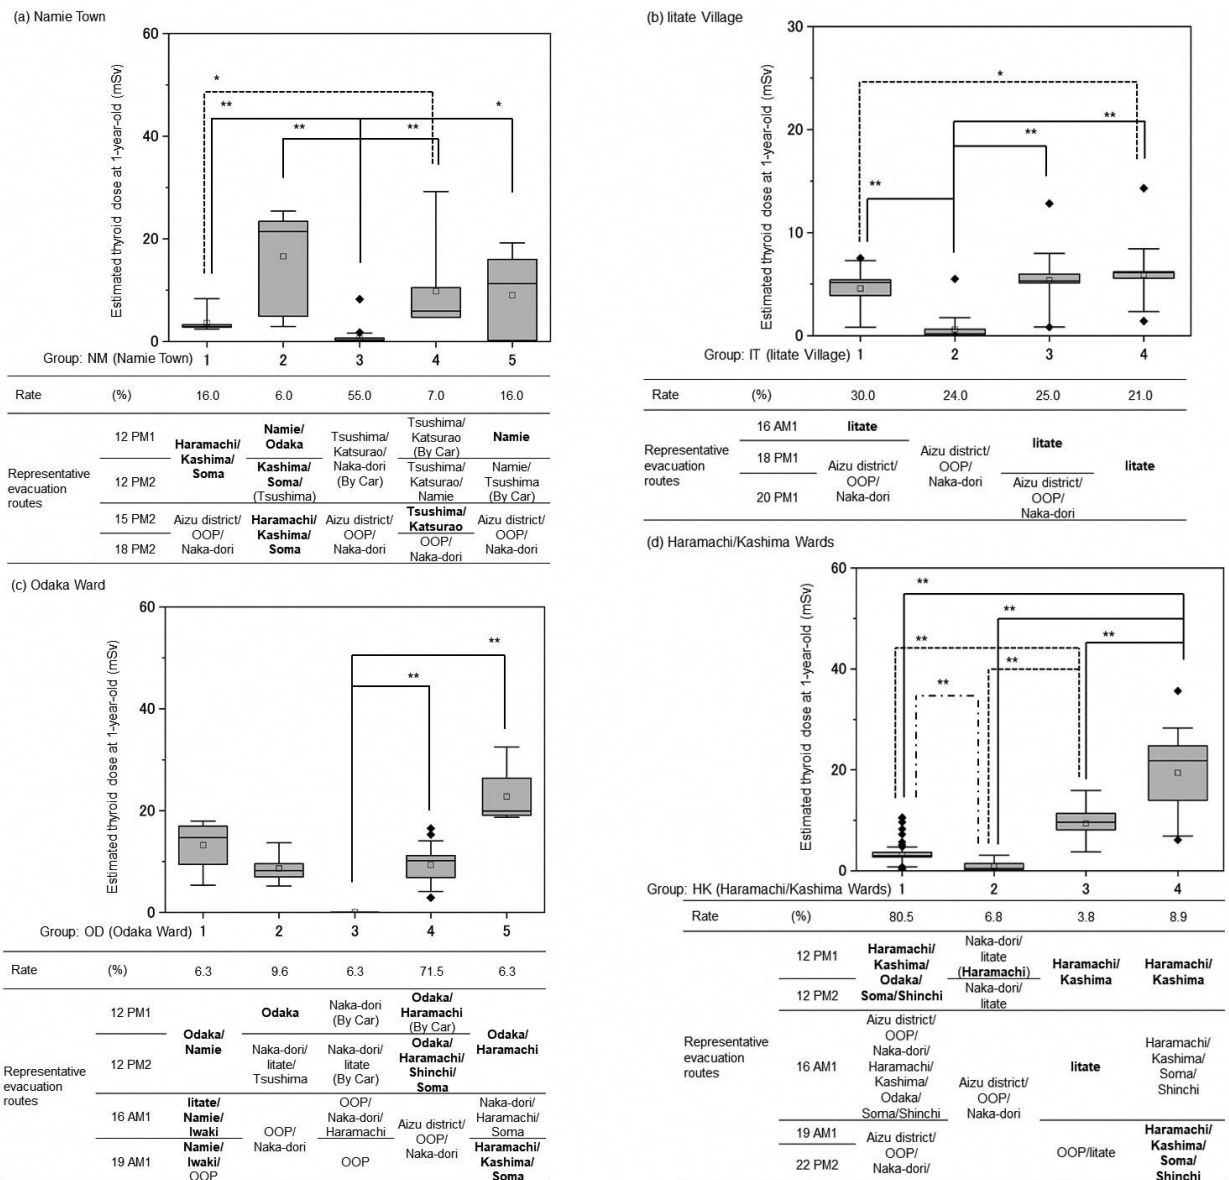 (a) Namie Town
60
40
20
0
Estimated thyroid dose at 1-year-old (mSv)
*
**
**
**
*
Group: NM (Namie Town) 1 2 3 4 5
Rate (%) 16.0 6.0 55.0 7.0 16.0
Representative
evacuation
routes
12 PM1
12 PM2
15 PM2
18 PM2
Haramachi/
Kashima/
Soma
Aizu district/
OOP/
Naka-dori
Namie/
Odaka
Kashima/
Soma/
(Tsushima)
Haramachi/
Kashima/
Soma
Tsushima/
Katsurao/
Naka-dori
(By Car)
Aizu district/
OOP/
Naka-dori
Tsushima/
Katsurao
(By Car)
Tsushima/
Katsurao/
Namie
Tsushima/
Katsurao
OOP/
Naka-dori
Namie
Namie/
Tsushima
(By Car)
Aizu district/
OOP/
Naka-dori
(b) Iitate Village
30
20
10
0
Estimated thyroid dose at 1-year-old (mSv)
*
**
**
**
Group: IT (Iitate Village) 1 2 3 4
Rate (%) 30.0 24.0 25.0 21.0
Representative
evacuation
routes
16 AM1
18 PM1
20 PM1
Iitate
Aizu district/
OOP/
Naka-dori
Aizu district/
OOP/
Naka-dori
Iitate
Aizu district/
OOP/
Naka-dori
Iitate
(c) Odaka Ward
60
40
20
0
Estimated thyroid dose at 1-year-old (mSv)
**
**
Group: OD (Odaka Ward) 1 2 3 4 5
Rate (%) 6.3 9.6 6.3 71.5 6.3
Representative
evacuation
routes
12 PM1
12 PM2
16 AM1
19 AM1
Odaka/
Namie
Iitate/
Namie/
Iwaki
Namie/
Iwaki/
OOP
Odaka
Naka-dori/
Iitate/
Tsushima
OOP/
Naka-dori
Naka-dori
(By Car)
Naka-dori/
Iitate
(By Car)
OOP/
Naka-dori/
Haramachi
OOP
Odaka/
Haramachi
(By Car)
Odaka/
Haramachi/
Shinchi/
Soma
Aizu district/
OOP/
Naka-dori
Odaka/
Haramachi
Naka-dori/
Haramachi/
Soma
Haramachi/
Kashima/
Soma
(d) Haramachi/Kashima Wards
60
40
20
0
Estimated thyroid dose at 1-year-old (mSv)
**
**
**
**
**
**
Group: HK (Haramachi/Kashima Wards) 1 2 3 4
Rate (%) 80.5 6.8 3.8 8.9
Representative
evacuation
routes
12 PM1
12 PM2
16 AM1
19 AM1
22 PM2
Haramachi/
Kashima/
Odaka/
Soma/Shinchi
Aizu district/
OOP/
Naka-dori/
Haramachi/
Kashima/
Odaka/
Soma/Shinchi
Aizu district/
OOP/
Naka-dori/
Naka-dori/
Iitate
(Haramachi)
Naka-dori/
Iitate
Aizu district/
OOP/
Naka-dori
Haramachi/
Kashima
Iitate
OOP/Iitate
Haramachi/
Kashima
Haramachi/
Kashima/
Soma/
Shinchi
Haramachi/
Kashima/
Soma/
Shinchi